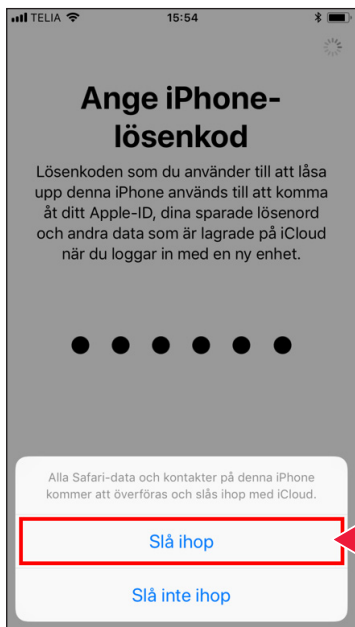 TELIA 15:54
Ange iPhone-
lösenkod
Lösenkoden som du använder till att låsa
upp denna iPhone används till att komma
åt ditt Apple-ID, dina sparade lösenord
och andra data som är lagrade på iCloud
när du loggar in med en ny enhet.
Alla Safari-data och kontakter på denna iPhone
kommer att överföras och slås ihop med iCloud.
Slå ihop
Slå inte ihop